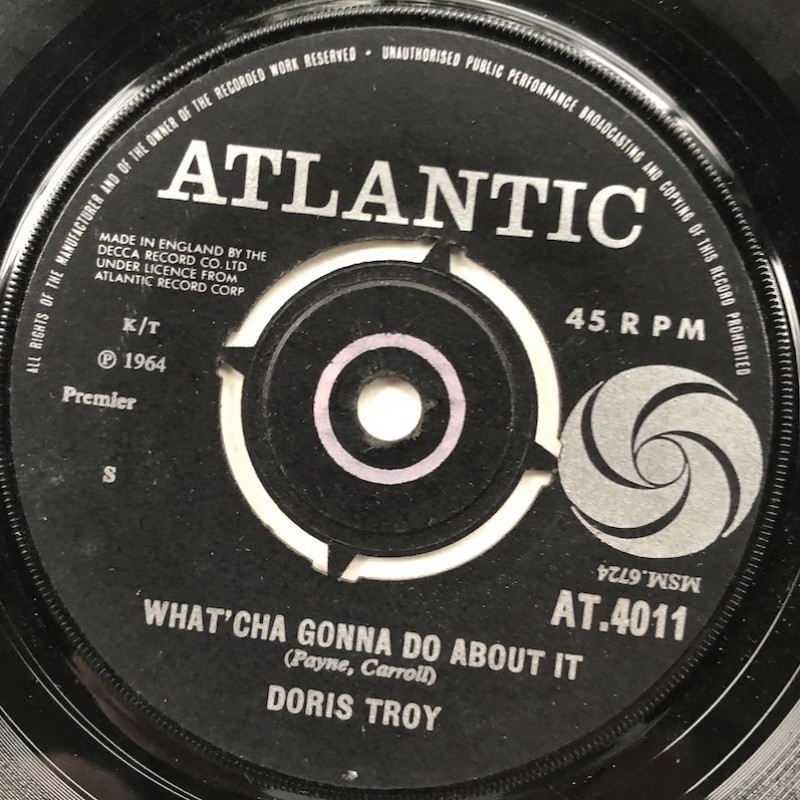 ALL RIGHTS OF THE MANUFACTURER AND OF THE OWNER OF THE RECORDED WORK RESERVED • UNAUTHORISED PUBLIC PERFORMANCE BROADCASTING AND COPYING OF THIS RECORD PROHIBITED
ATLANTIC
MADE IN ENGLAND BY THE
DECCA RECORD CO. LTD
UNDER LICENCE FROM
ATLANTIC RECORD CORP
K/T
℗ 1964
Premier
S
45 RPM
MSM.6724
AT.4011
WHAT'CHA GONNA DO ABOUT IT
(Payne, Carroll)
DORIS TROY